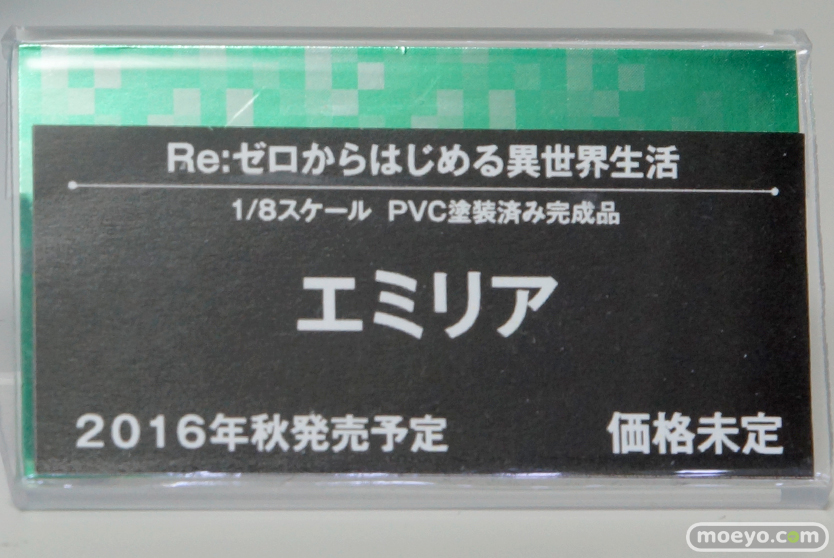 Re:ゼロからはじめる異世界生活
1/8スケール PVC塗装済み完成品
エミリア
2016年秋発売予定 価格未定
moeyo.com